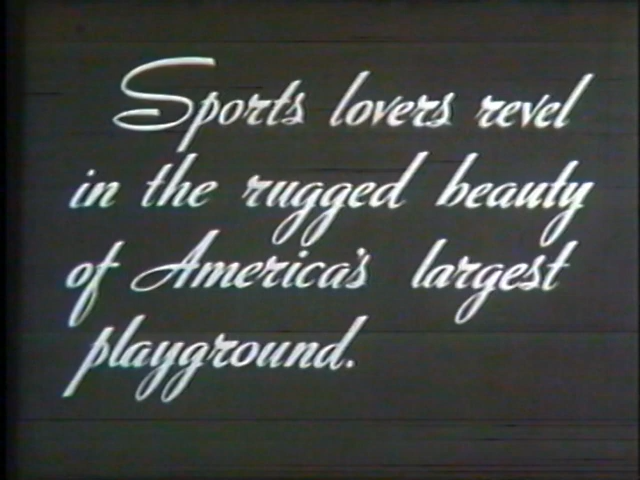 Sports lovers revel
in the rugged beauty
of America's largest
playground.